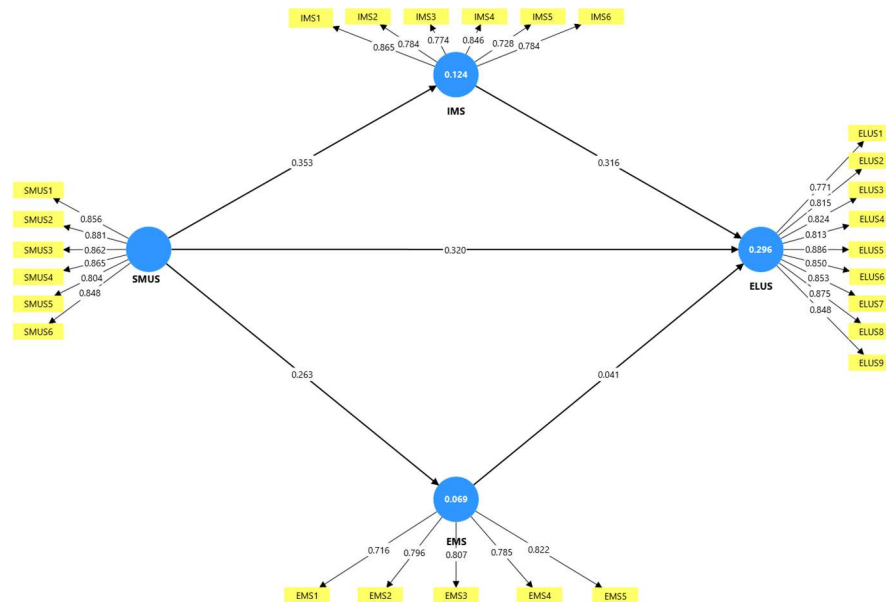 IMS1 IMS2 IMS3 IMS4 IMS5 IMS6
0.865 0.784 0.774 0.846 0.728 0.784
0.124
IMS
0.353
0.316
SMUS1
SMUS2
SMUS3
SMUS4
SMUS5
SMUS6
0.856
0.881
0.862
0.865
0.804
0.848
SMUS
0.320
0.296
ELUS
0.771
0.815
0.824
0.813
0.886
0.850
0.853
0.875
0.848
ELUS1
ELUS2
ELUS3
ELUS4
ELUS5
ELUS6
ELUS7
ELUS8
ELUS9
0.263
0.041
0.069
EMS
0.716 0.796 0.807 0.785 0.822
EMS1 EMS2 EMS3 EMS4 EMS5